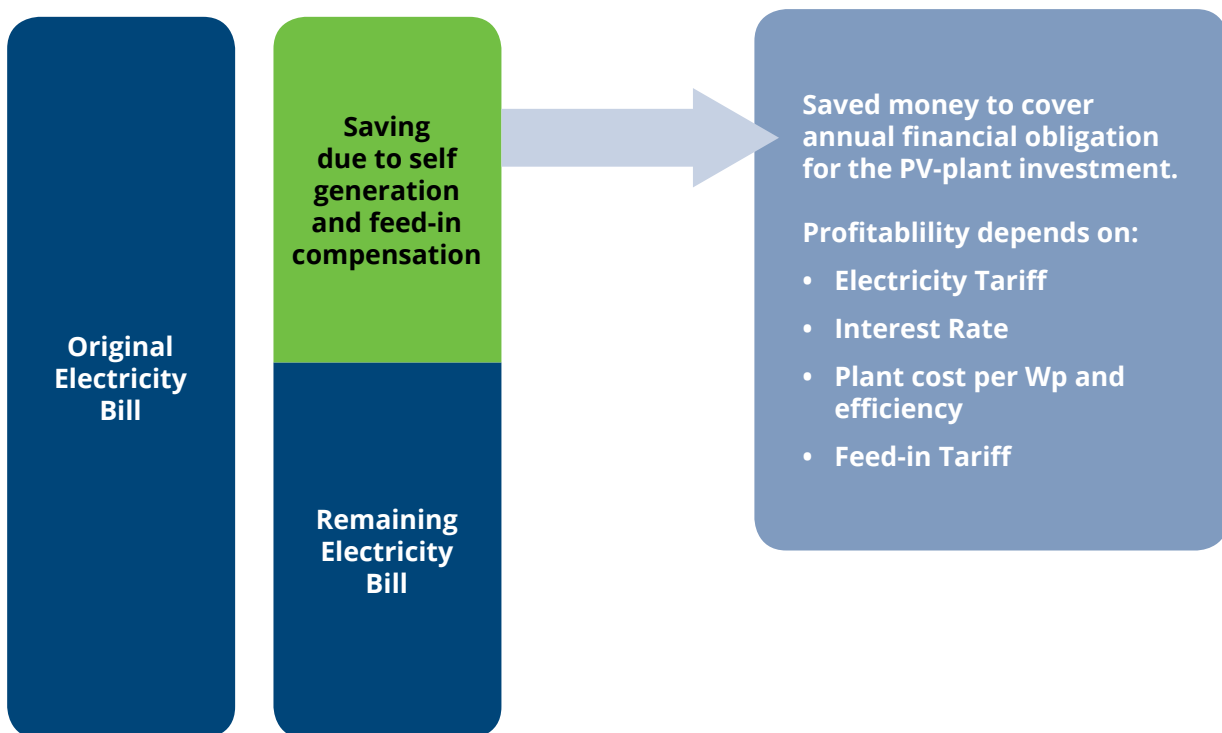 Original
Electricity
Bill
Saving
due to self
generation
and feed-in
compensation
Remaining
Electricity
Bill
Saved money to cover
annual financial obligation
for the PV-plant investment.
Profitablility depends on:
• Electricity Tariff
• Interest Rate
• Plant cost per Wp and
efficiency
• Feed-in Tariff